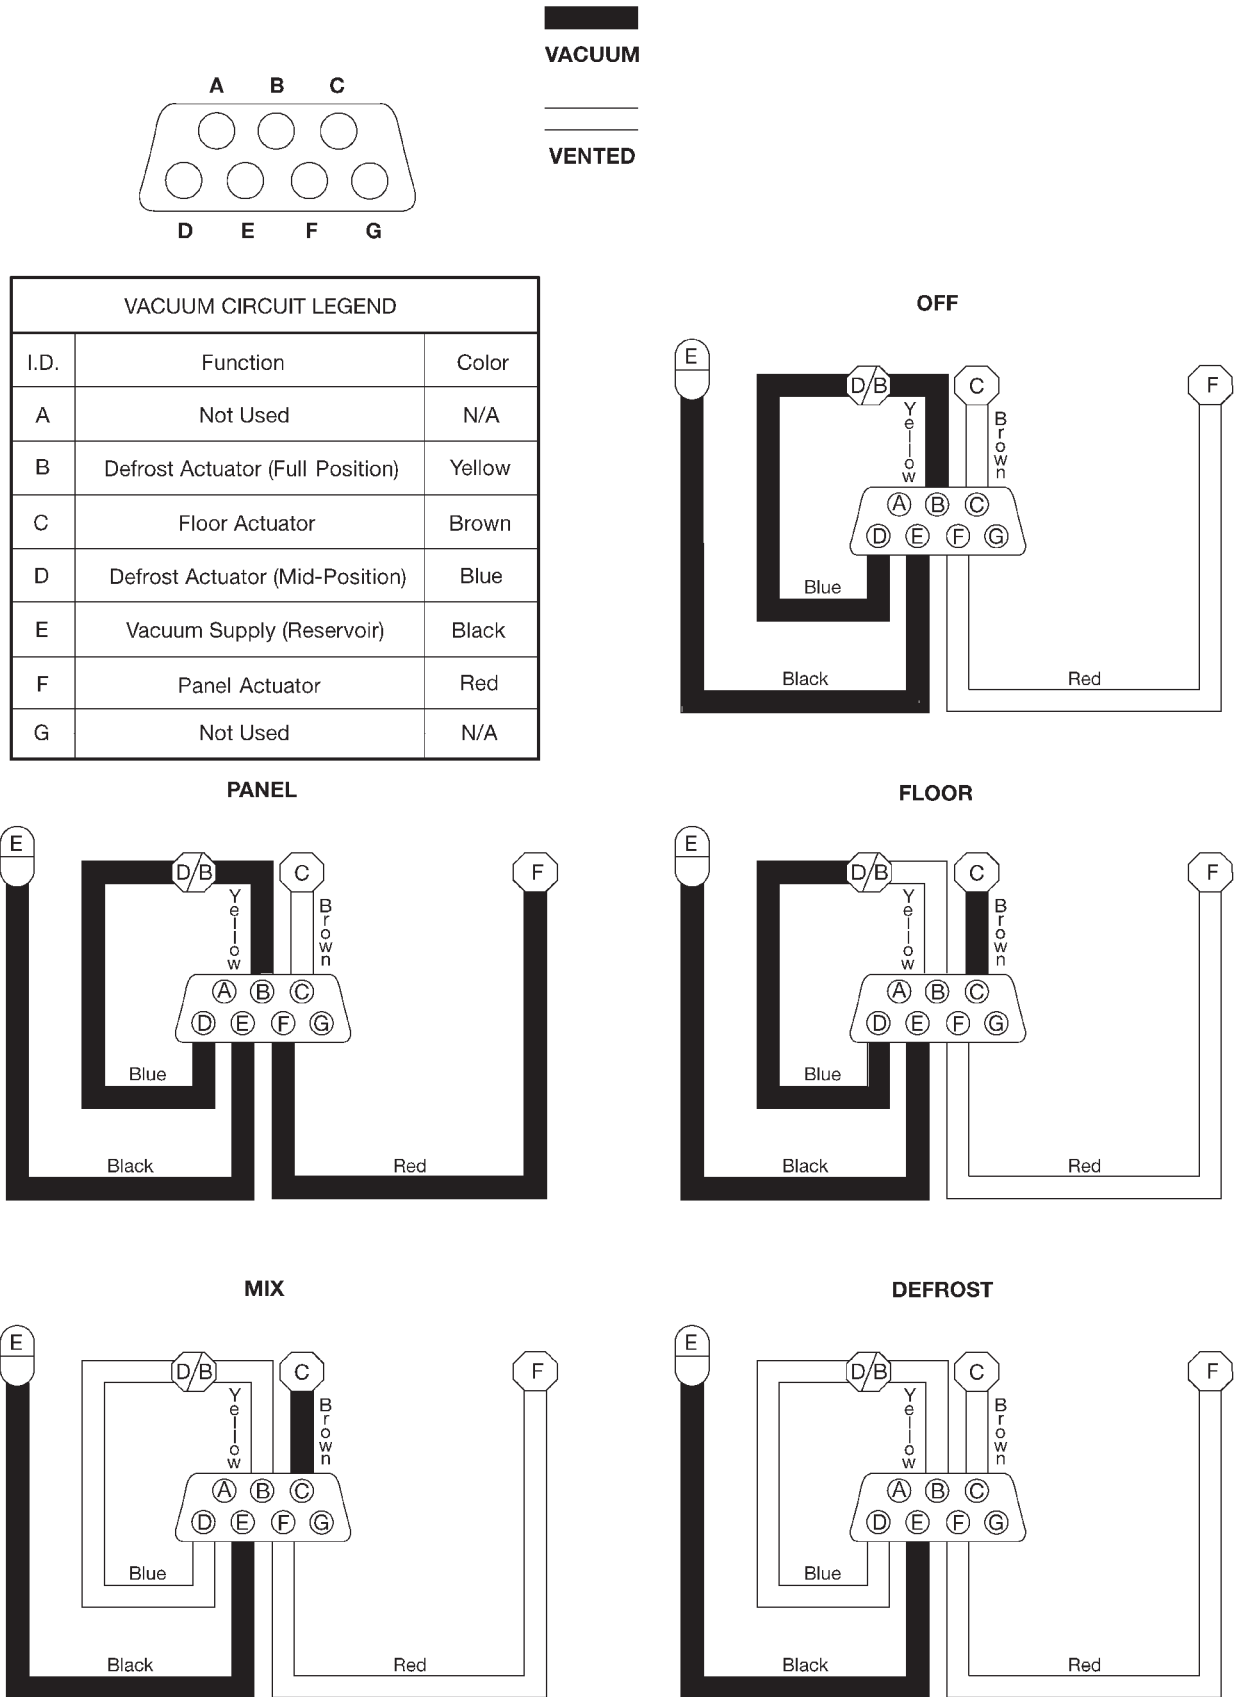 VACUUM
VENTED
A B C
D E F G
VACUUM CIRCUIT LEGEND
I.D. Function Color
A Not Used N/A
B Defrost Actuator (Full Position) Yellow
C Floor Actuator Brown
D Defrost Actuator (Mid-Position) Blue
E Vacuum Supply (Reservoir) Black
F Panel Actuator Red
G Not Used N/A
OFF
E
D/B C F
Yellow
Brown
A B C
D E F G
Blue
Black Red
PANEL
E
D/B C F
Yellow
Brown
A B C
D E F G
Blue
Black Red
FLOOR
E
D/B C F
Yellow
Brown
A B C
D E F G
Blue
Black Red
MIX
E
D/B C F
Yellow
Brown
A B C
D E F G
Blue
Black Red
DEFROST
E
D/B C F
Yellow
Brown
A B C
D E F G
Blue
Black Red